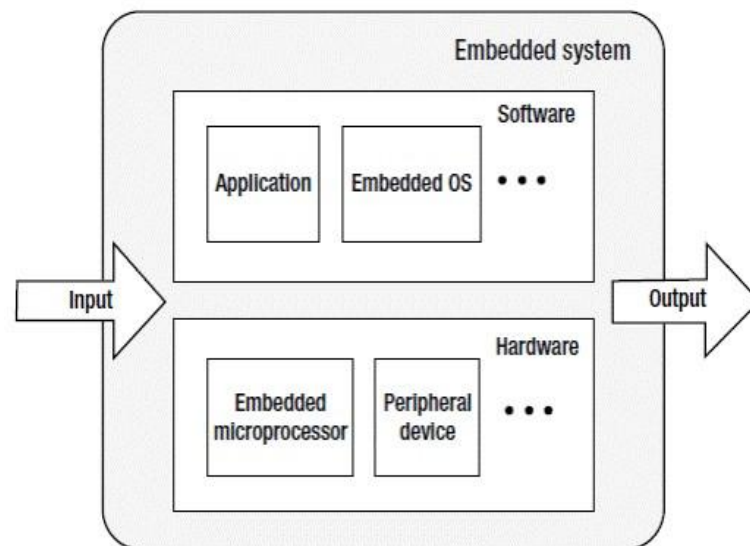 Embedded system
Software
Application
Embedded OS
• • •
Input
Output
Hardware
Embedded
microprocessor
Peripheral
device
• • •